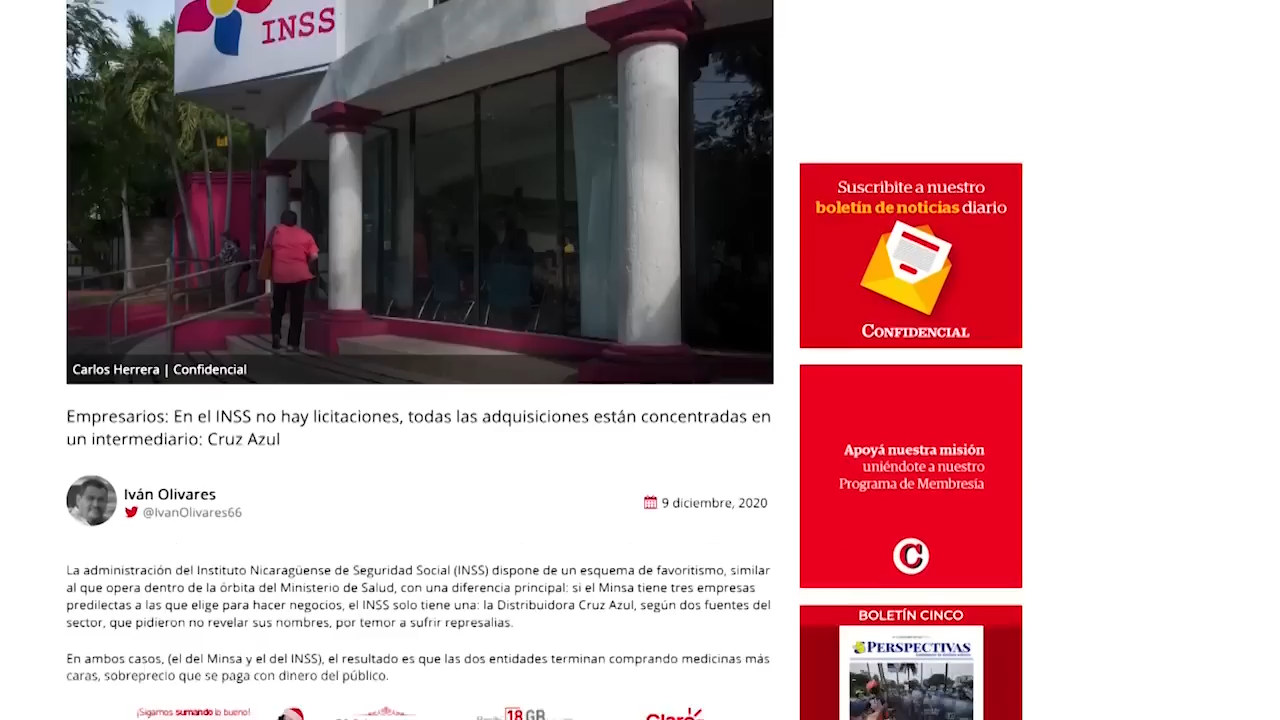 INSS
Carlos Herrera | Confidencial
Empresarios: En el INSS no hay licitaciones, todas las adquisiciones están concentradas en
un intermediario: Cruz Azul
Iván Olivares
@IvanOlivares66
9 diciembre, 2020
La administración del Instituto Nicaragüense de Seguridad Social (INSS) dispone de un esquema de favoritismo, similar
al que opera dentro de la órbita del Ministerio de Salud, con una diferencia principal: si el Minsa tiene tres empresas
predilectas a las que elige para hacer negocios, el INSS solo tiene una: la Distribuidora Cruz Azul, según dos fuentes del
sector, que pidieron no revelar sus nombres, por temor a sufrir represalias.
En ambos casos, (el del Minsa y el del INSS), el resultado es que las dos entidades terminan comprando medicinas más
caras, sobreprecio que se paga con dinero del público.
¡Sigamos sumando lo bueno!
18 GB
Claro
Suscribite a nuestro
boletín de noticias diario
CONFIDENCIAL
Apoyá nuestra misión
uniéndote a nuestro
Programa de Membresía
C
BOLETÍN CINCO
PERSPECTIVAS